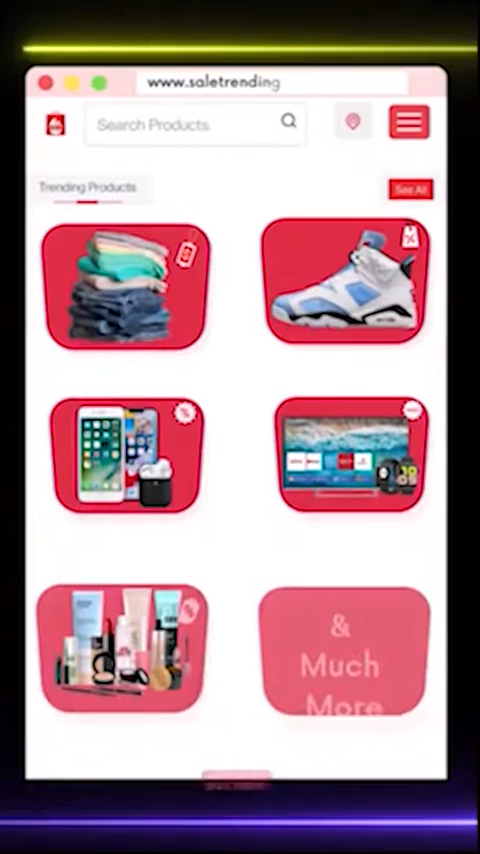 www.saletrending
Search Products
Trending Products
See All
&
Much
More